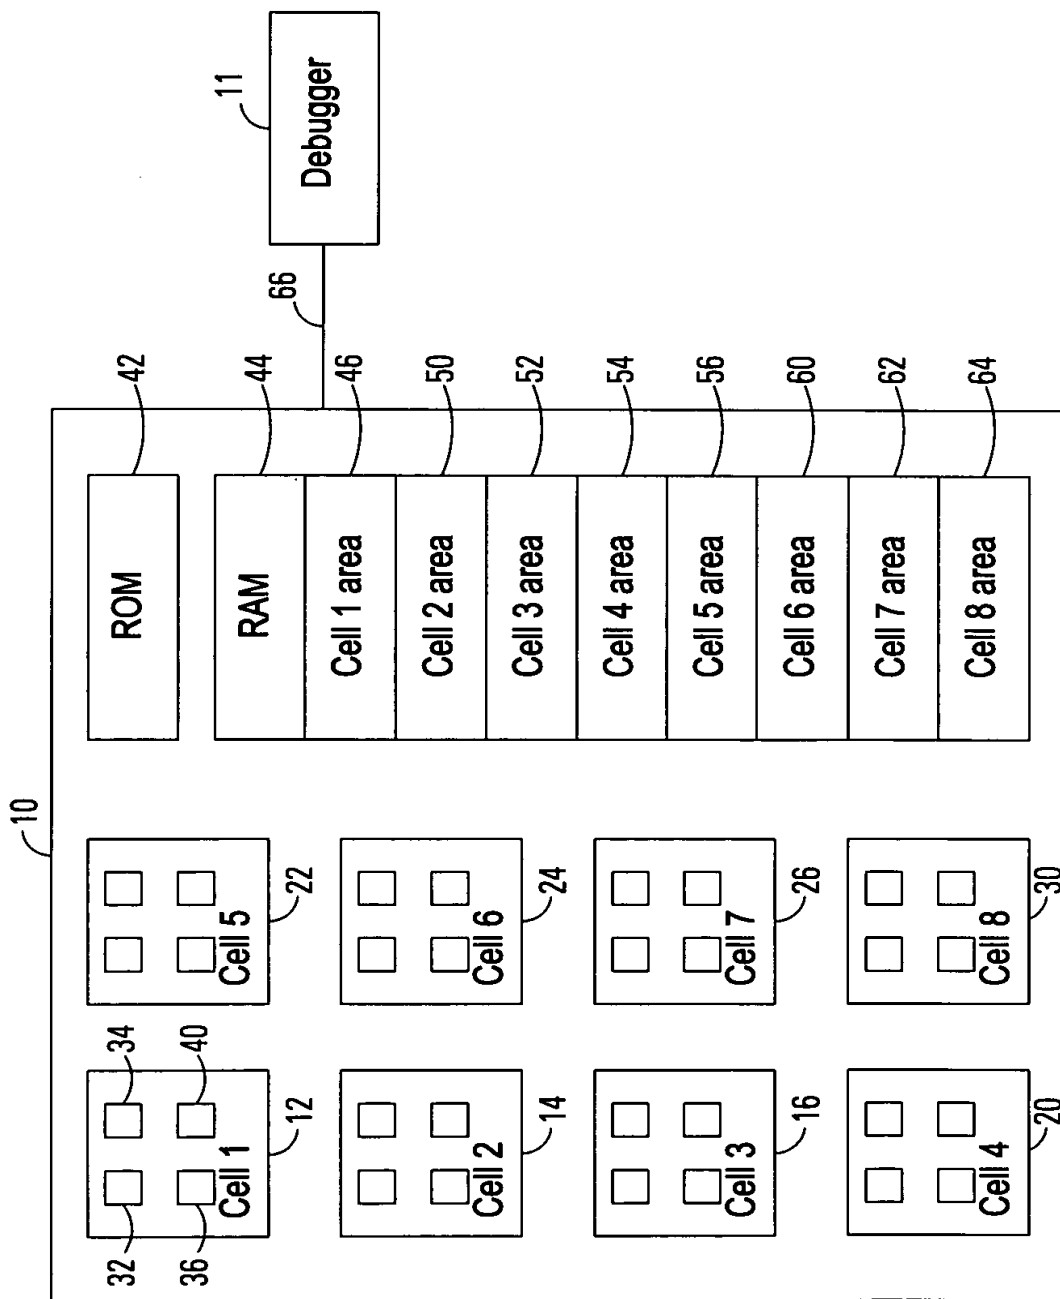 10
32
34
36
40
Cell 1
12
Cell 5
22
Cell 2
14
Cell 6
24
Cell 3
16
Cell 7
26
Cell 4
20
Cell 8
30
ROM
42
RAM
44
Cell 1 area
46
Cell 2 area
50
Cell 3 area
52
Cell 4 area
54
Cell 5 area
56
Cell 6 area
60
Cell 7 area
62
Cell 8 area
64
66
11
Debugger